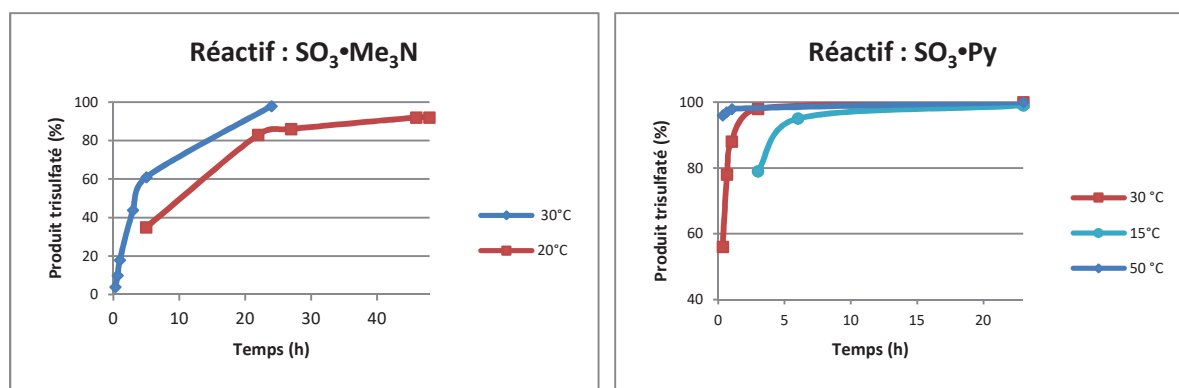 Réactif : SO₃•Me₃N
Produit trisulfaté (%)
100
80
60
40
20
0
0 10 20 30 40
Temps (h)
30°C
20°C
Réactif : SO₃•Py
Produit trisulfaté (%)
100
80
60
40
0 5 10 15 20
Temps (h)
30 °C
15°C
50 °C